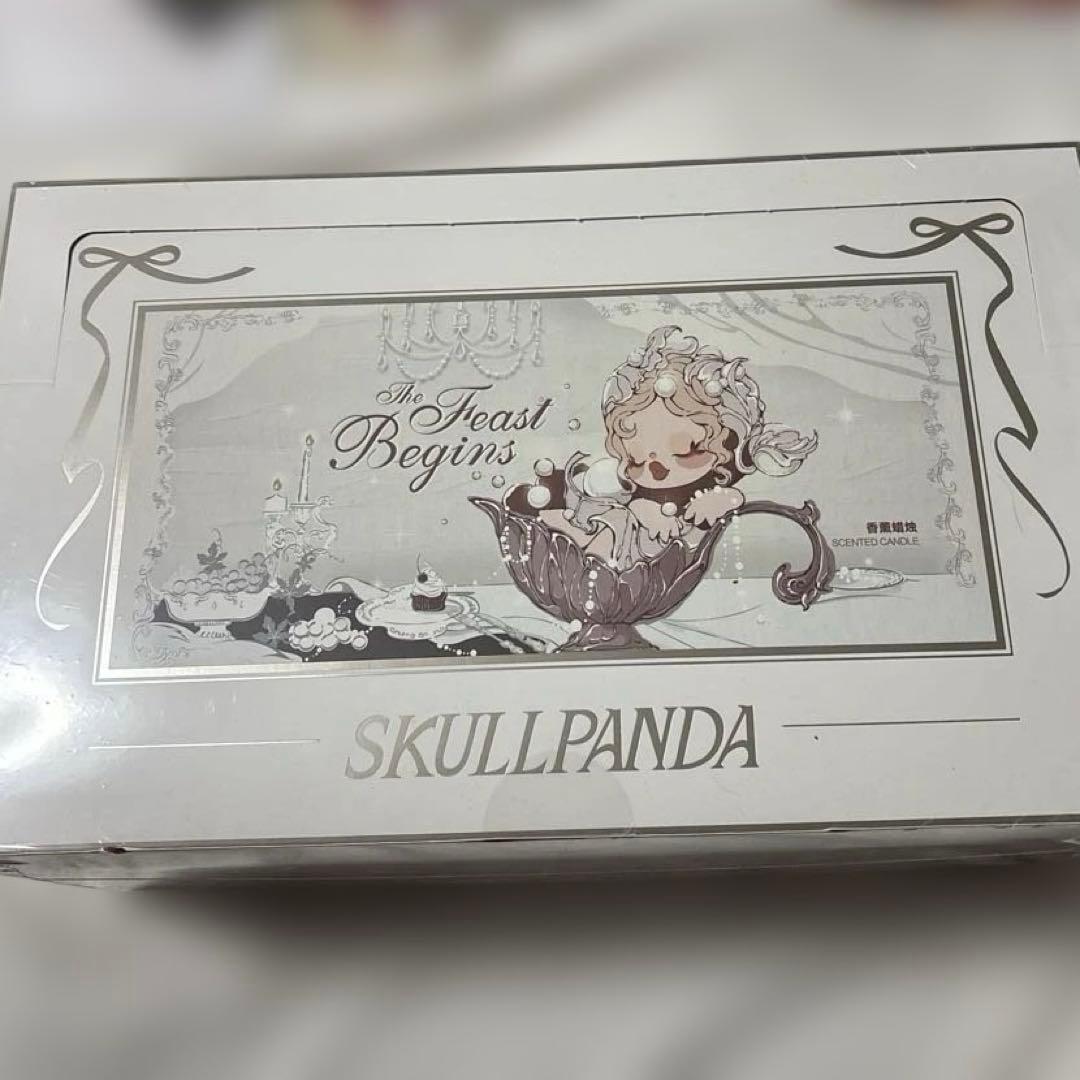 The Feast
Begins
香薰蜡烛
SCENTED CANDLE
SKULLPANDA